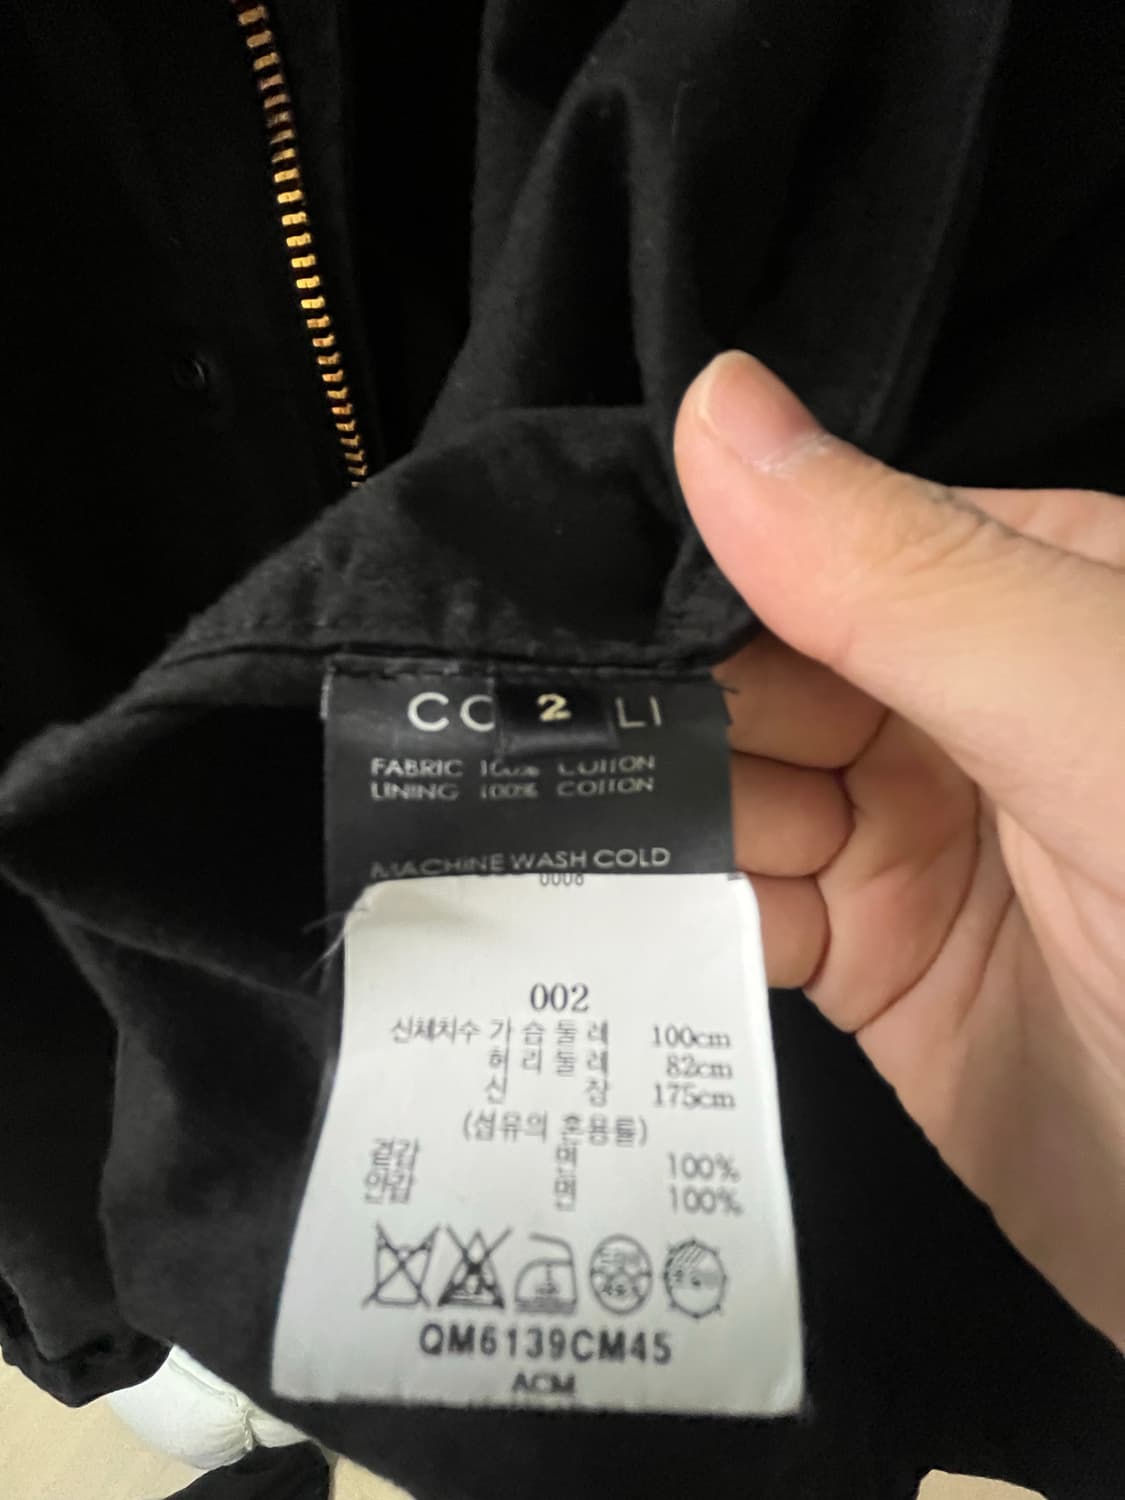 CO 2 LI
FABRIC 100% COTTON
LINING 100% COTTON
MACHINE WASH COLD
0008
002
신체치수 가슴둘레 100cm
허리둘레 82cm
신장 175cm
(섬유의 혼용률)
겉감 면 100%
안감 면 100%
QM6139CM45
ACM